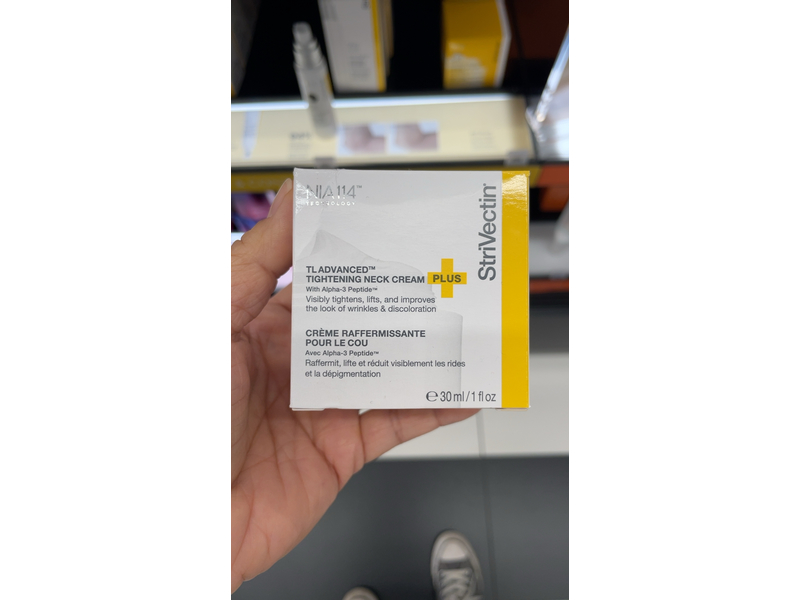 NIA114™
TECHNOLOGY
StriVectin®
TL ADVANCED™
TIGHTENING NECK CREAM PLUS
With Alpha-3 Peptide™
Visibly tightens, lifts, and improves
the look of wrinkles & discoloration
CRÈME RAFFERMISSANTE
POUR LE COU
Avec Alpha-3 Peptide™
Raffermit, lifte et réduit visiblement les rides
et la dépigmentation
℮ 30 ml / 1 fl oz